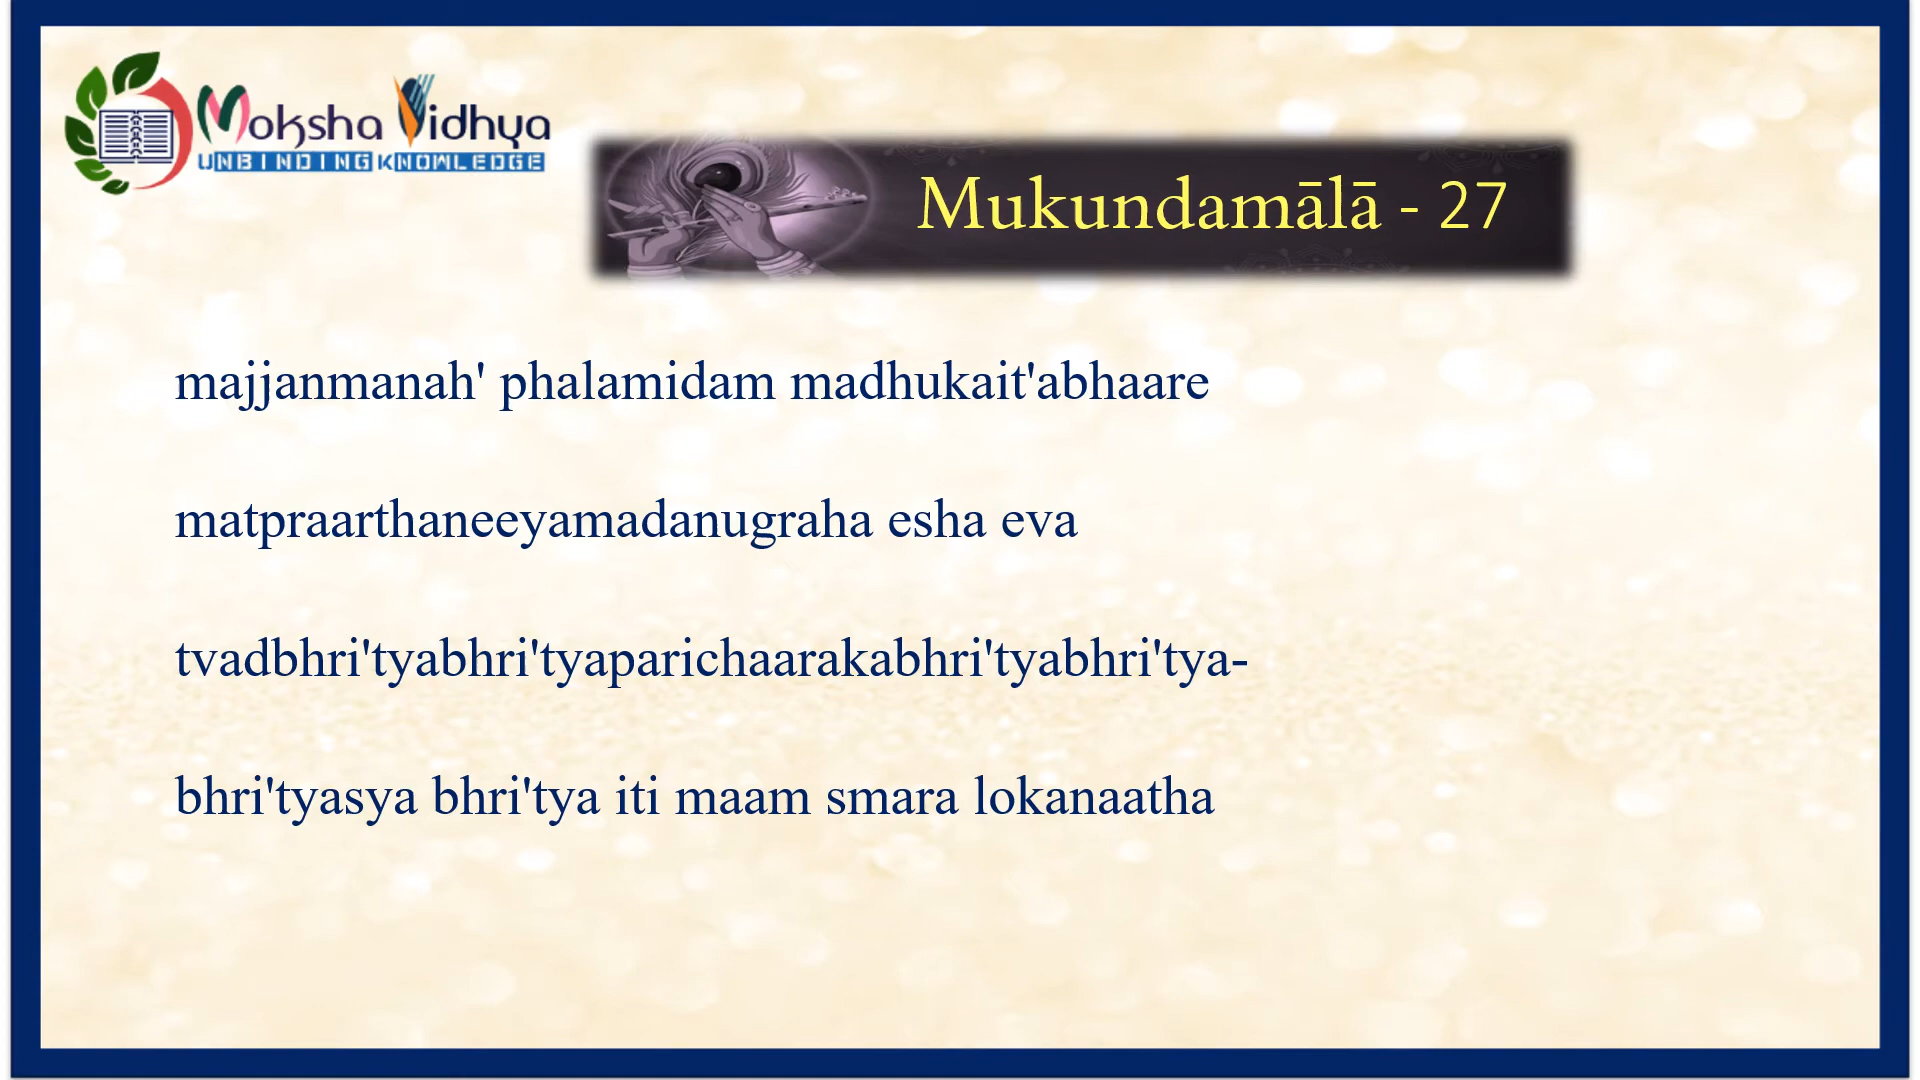 Moksha Vidhya
UNBINDING KNOWLEDGE
Mukundamālā - 27
majjanmanah' phalamidam madhukait'abhaare
matpraarthaneeyamadanugraha esha eva
tvadbhri'tyabhri'tyaparichaarakabhri'tyabhri'tya-
bhri'tyasya bhri'tya iti maam smara lokanaatha